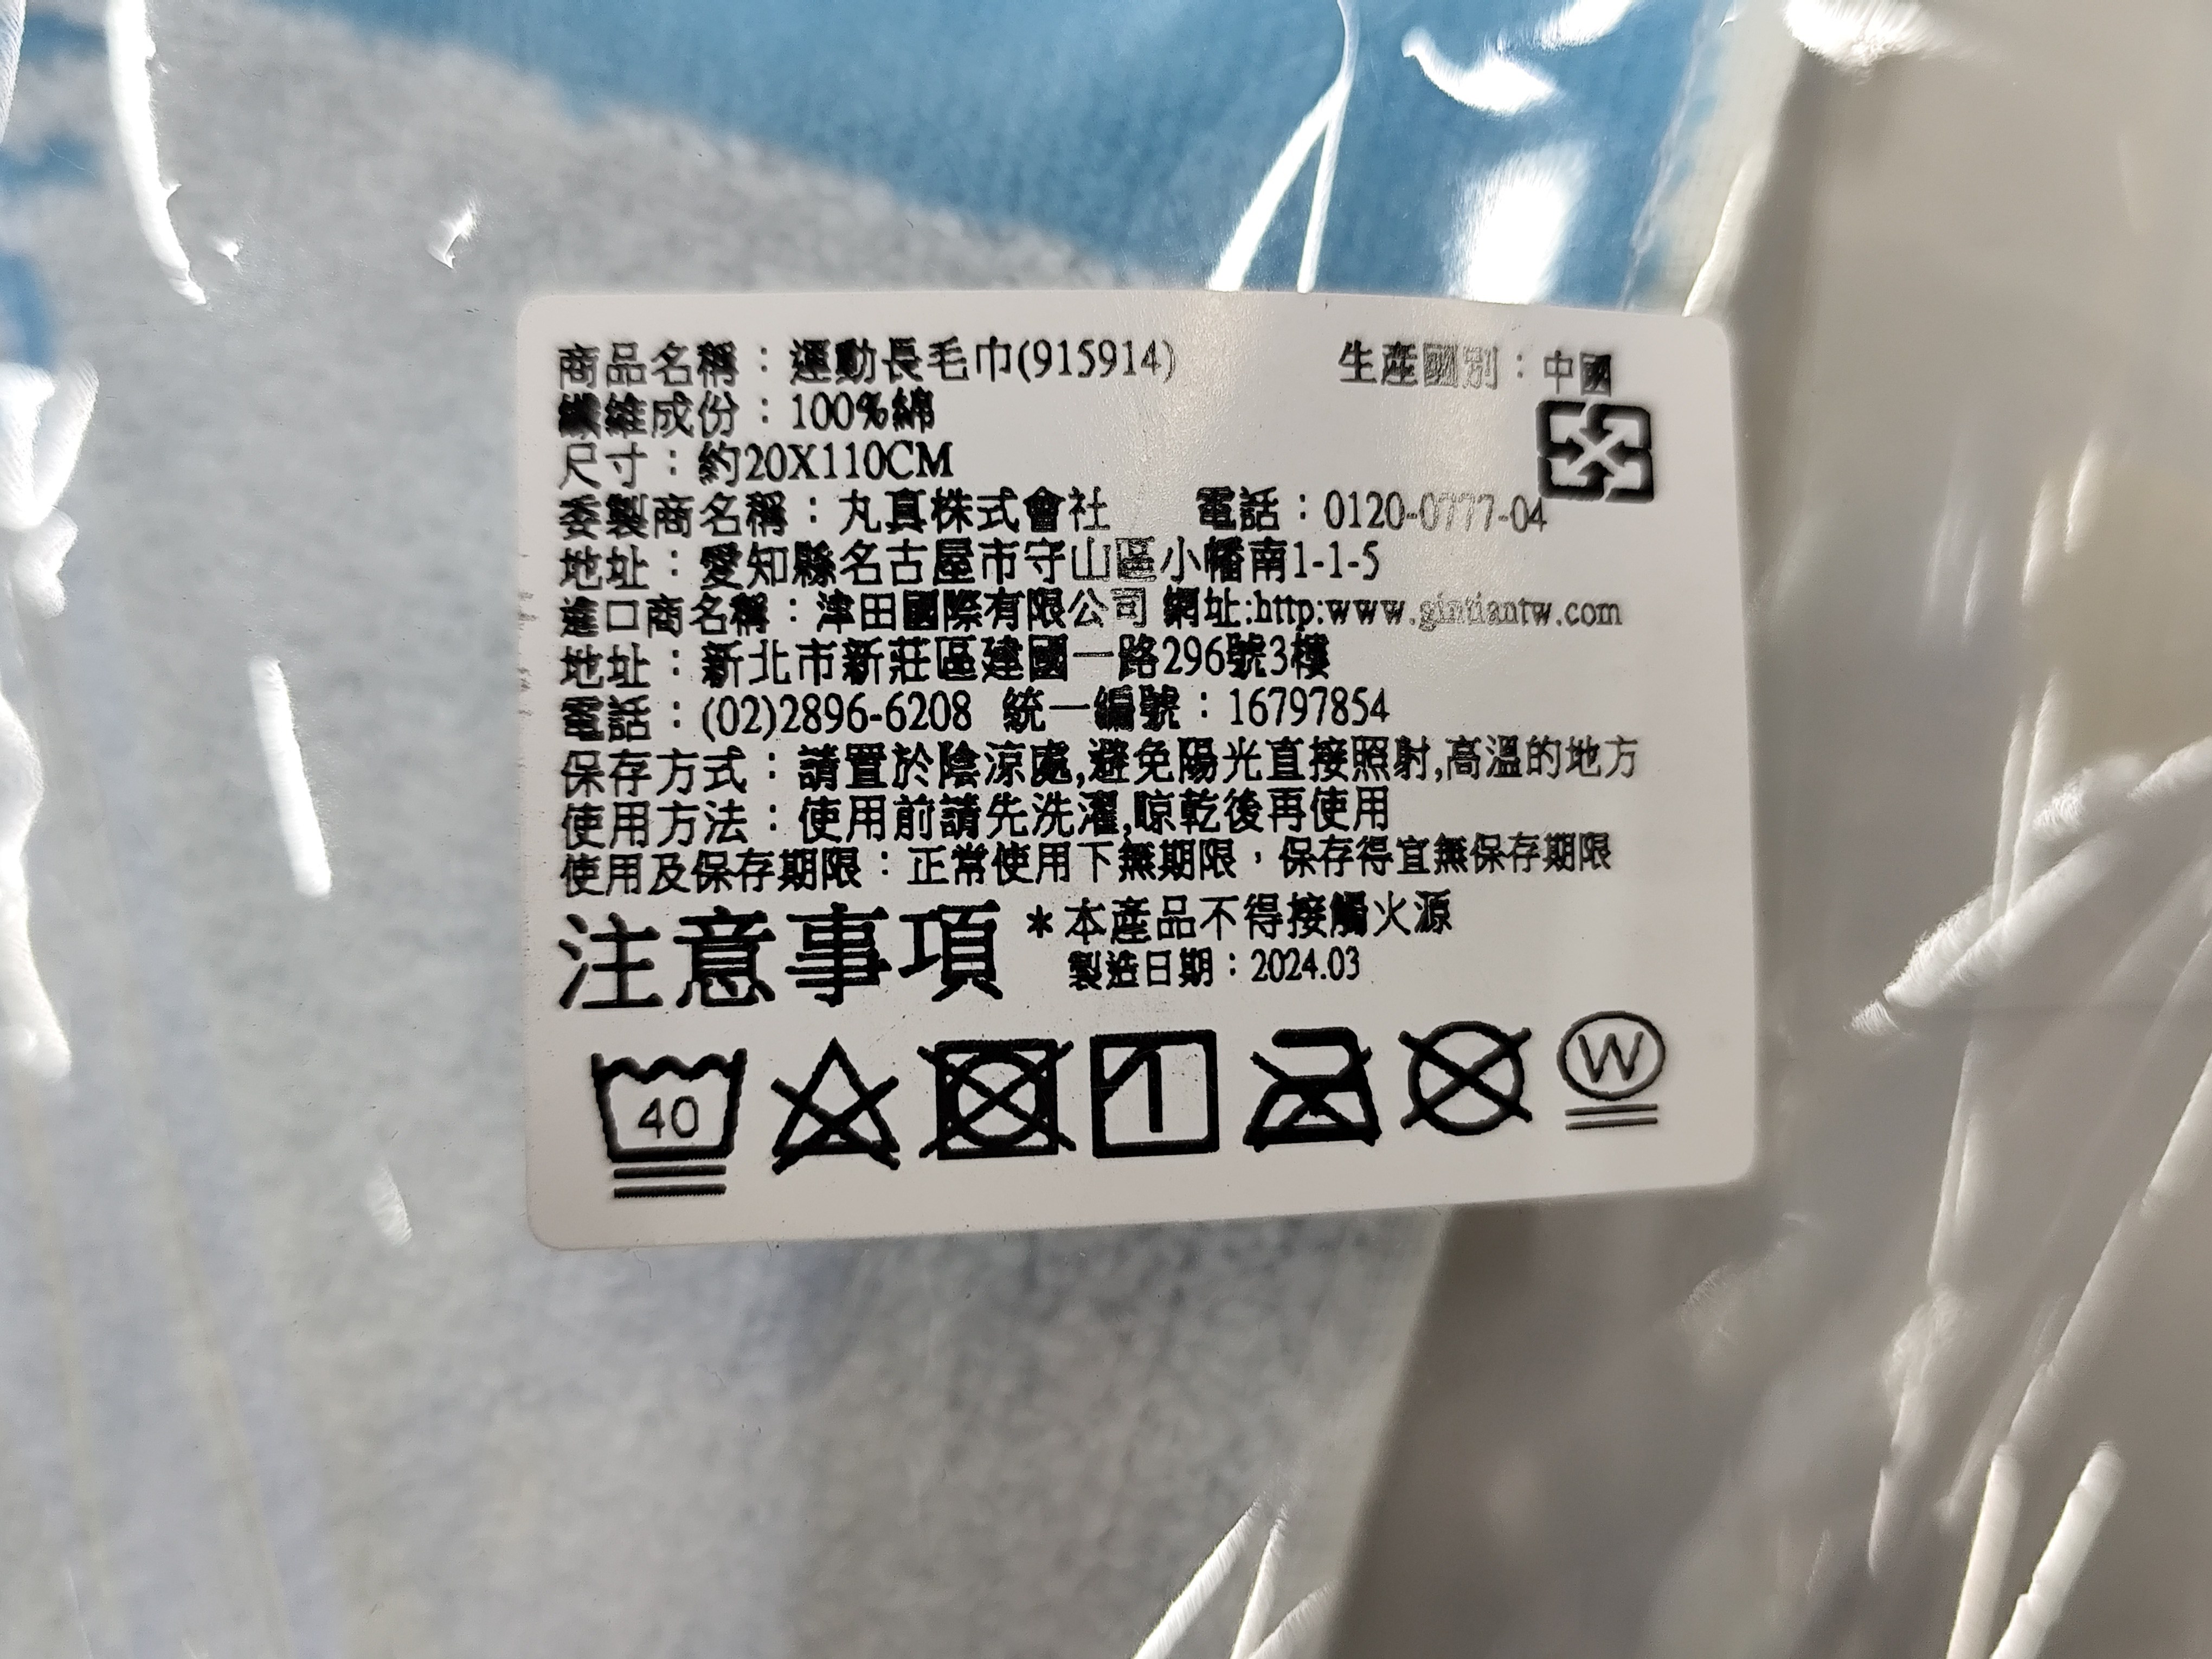 商品名稱：運動長毛巾(915914) 生產國別：中國
纖維成份：100%綿
尺寸：約20X110CM
委製商名稱：丸真株式會社 電話：0120-0777-04
地址：愛知縣名古屋市守山區小幡南1-1-5
進口商名稱：津田國際有限公司 網址:http:www.gintiantw.com
地址：新北市新莊區建國一路296號3樓
電話：(02)2896-6208 統一編號：16797854
保存方式：請置於陰涼處,避免陽光直接照射,高溫的地方
使用方法：使用前請先洗濯,晾乾後再使用
使用及保存期限：正常使用下無期限，保存得宜無保存期限
注意事項 *本產品不得接觸火源
製造日期：2024.03
40 W